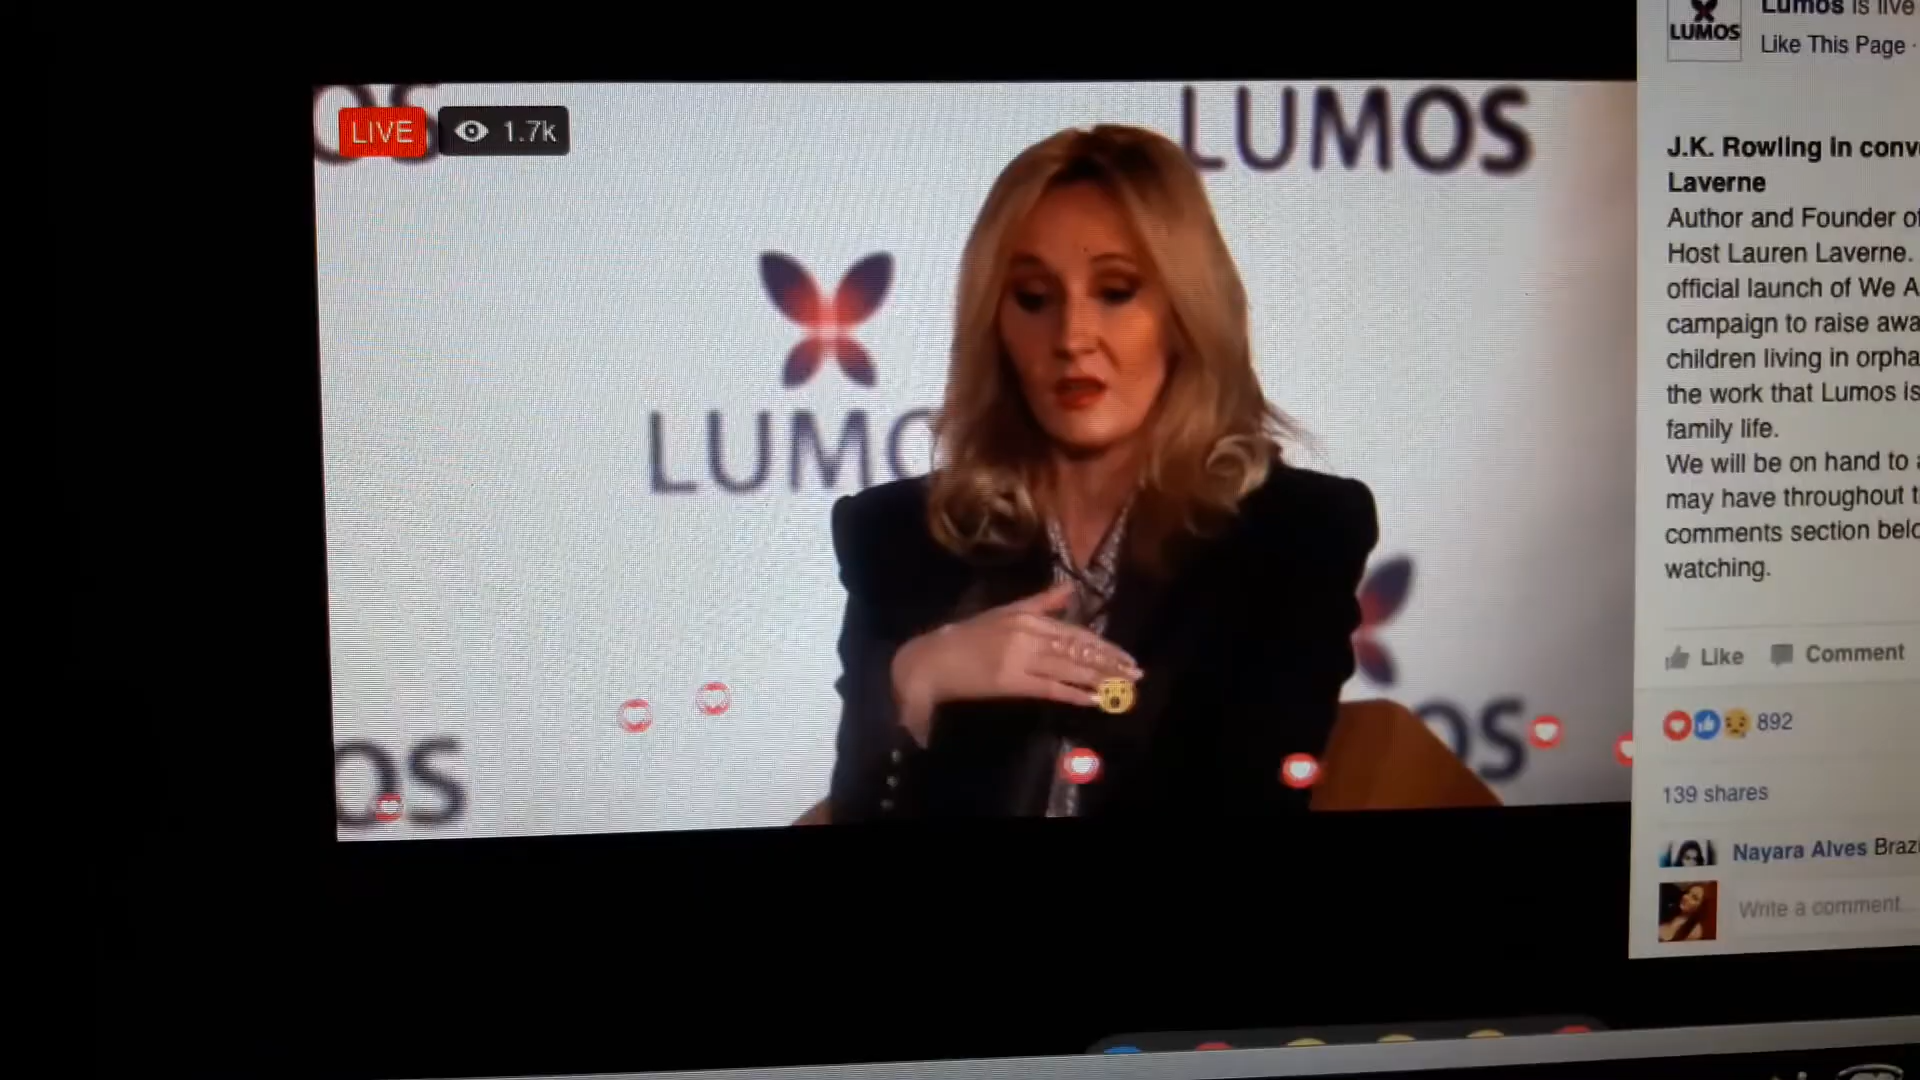 OS
LIVE
1.7k
LUMOS
LUMO
OS
OS
LUMOS
Lumos is live
Like This Page ·
J.K. Rowling in conv
Laverne
Author and Founder of
Host Lauren Laverne.
official launch of We A
campaign to raise awa
children living in orpha
the work that Lumos is
family life.
We will be on hand to a
may have throughout t
comments section belo
watching.
Like Comment
892
139 shares
Nayara Alves Brazi
Write a comment...